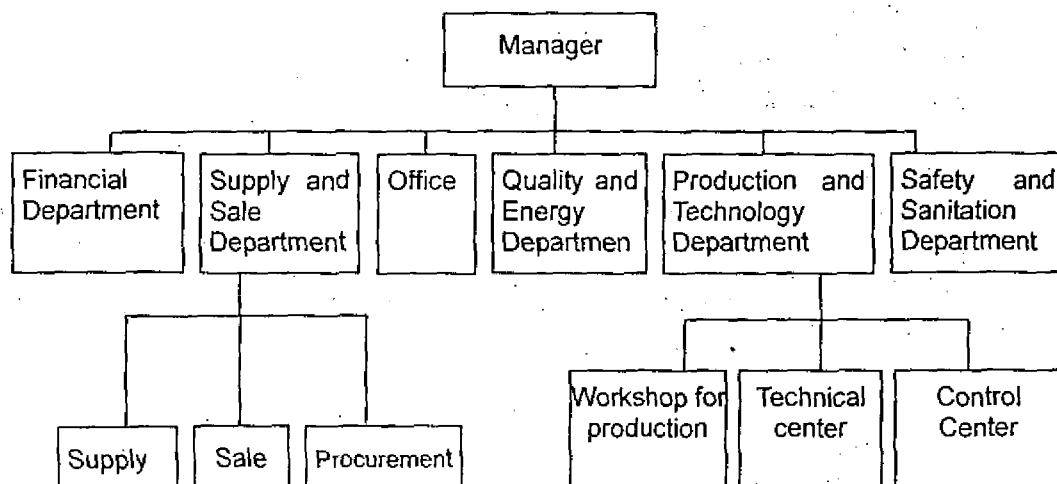 Manager
Financial
Department
Supply and
Sale
Department
Office
Quality and
Energy
Departmen
Production and
Technology
Department
Safety and
Sanitation
Department
Workshop for
production
Technical
center
Control
Center
Supply
Sale
Procurement